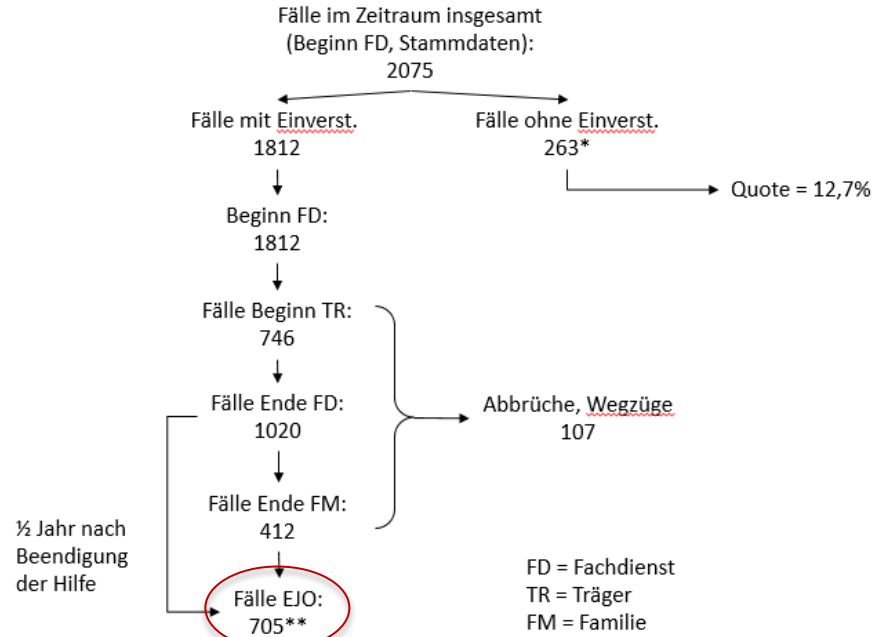 Fälle im Zeitraum insgesamt
(Beginn FD, Stammdaten):
2075
Fälle mit Einverst.
1812
Fälle ohne Einverst.
263*
Quote = 12,7%
Beginn FD:
1812
Fälle Beginn TR:
746
Fälle Ende FD:
1020
Abbrüche, Wegzüge
107
Fälle Ende FM:
412
½ Jahr nach
Beendigung
der Hilfe
Fälle EJO:
705**
FD = Fachdienst
TR = Träger
FM = Familie